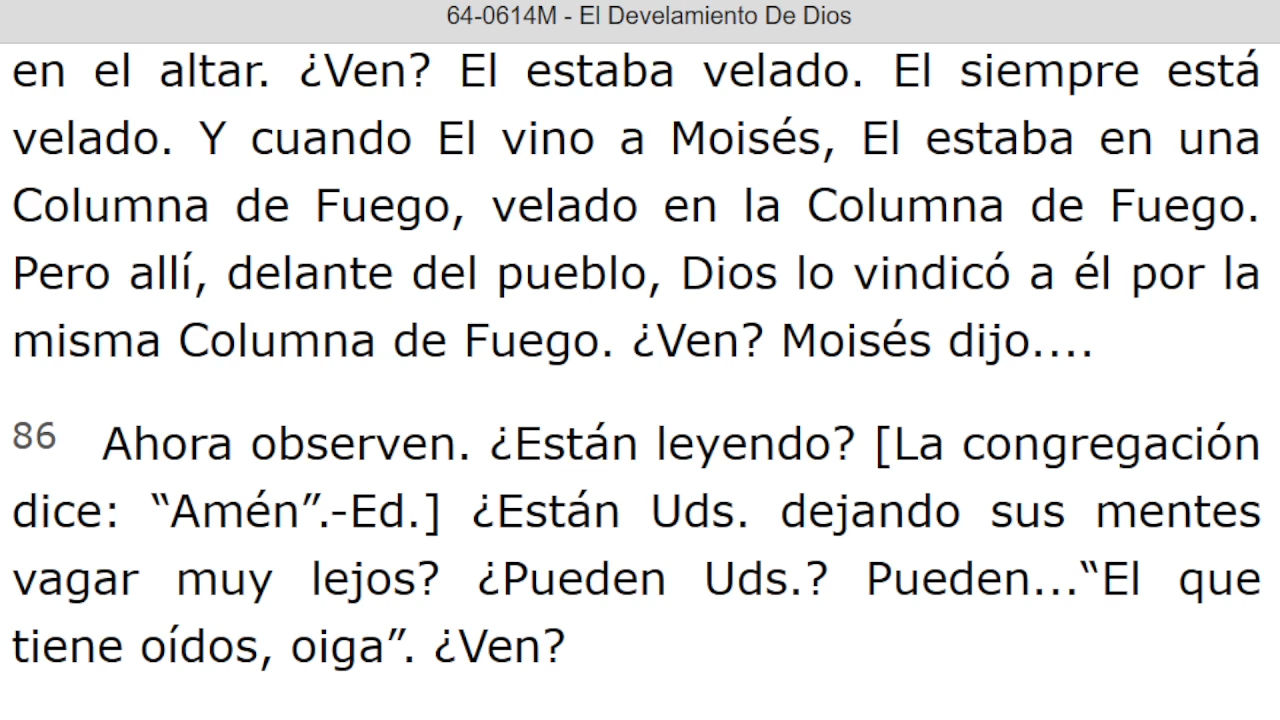 64-0614M - El Develamiento De Dios
en el altar. ¿Ven? El estaba velado. El siempre está
velado. Y cuando El vino a Moisés, El estaba en una
Columna de Fuego, velado en la Columna de Fuego.
Pero allí, delante del pueblo, Dios lo vindicó a él por la
misma Columna de Fuego. ¿Ven? Moisés dijo....
86 Ahora observen. ¿Están leyendo? [La congregación
dice: “Amén”.-Ed.] ¿Están Uds. dejando sus mentes
vagar muy lejos? ¿Pueden Uds.? Pueden...“El que
tiene oídos, oiga”. ¿Ven?